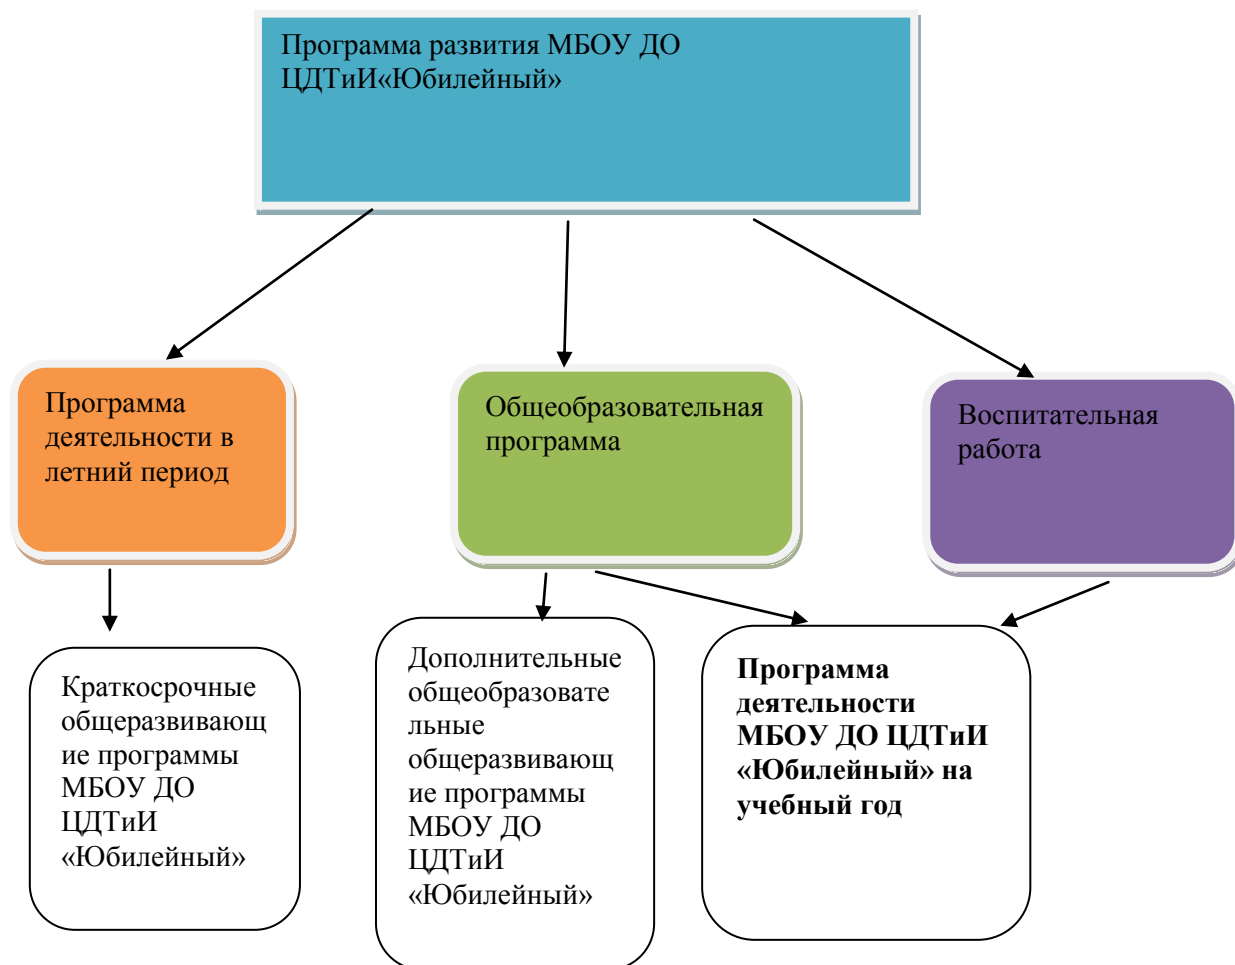 Программа развития МБОУ ДО
ЦДТиИ«Юбилейный»
Программа
деятельности в
летний период
Общеобразовательная
программа
Воспитательная
работа
Краткосрочные
общеразвивающ
ие программы
МБОУ ДО
ЦДТиИ
«Юбилейный»
Дополнительные
общеобразовате
льные
общеразвивающ
ие программы
МБОУ ДО
ЦДТиИ
«Юбилейный»
Программа
деятельности
МБОУ ДО ЦДТиИ
«Юбилейный» на
учебный год